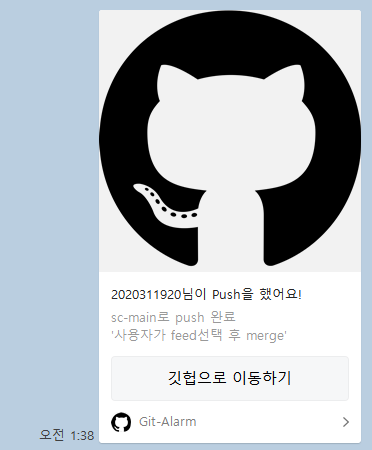 2020311920님이 Push을 했어요!
sc-main로 push 완료
'사용자가 feed선택 후 merge'
깃헙으로 이동하기
Git-Alarm
오전 1:38